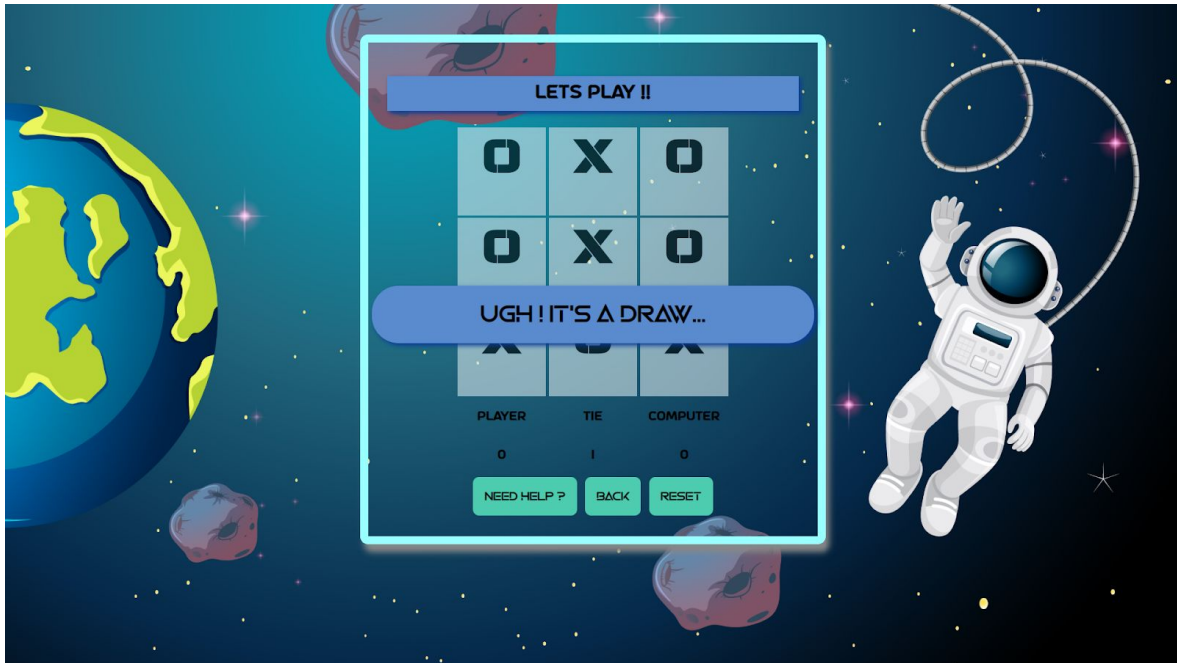 LETS PLAY !!
O X O
O X O
UGH ! IT'S A DRAW...
X O X
PLAYER TIE COMPUTER
0 1 0
NEED HELP ? BACK RESET